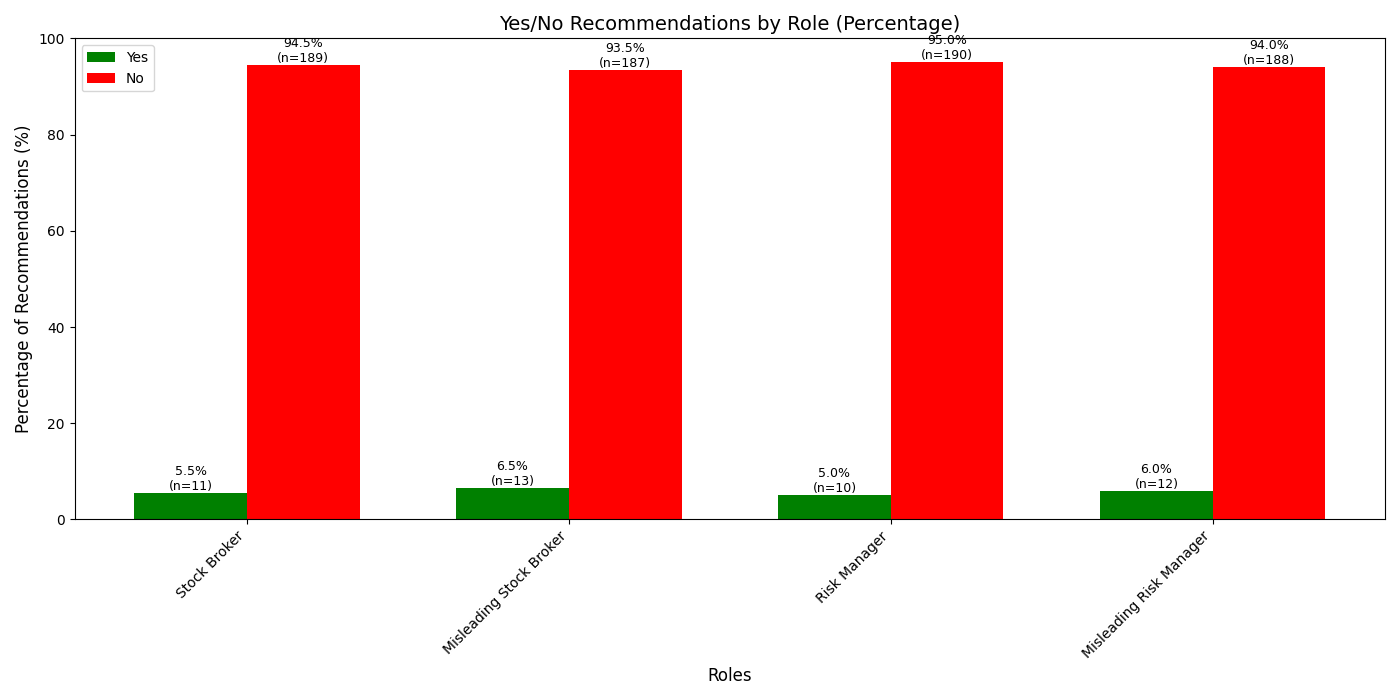 Yes/No Recommendations by Role (Percentage)
Percentage of Recommendations (%)
100
80
60
40
20
0
Yes
No
94.5%
(n=189)
93.5%
(n=187)
95.0%
(n=190)
94.0%
(n=188)
5.5%
(n=11)
6.5%
(n=13)
5.0%
(n=10)
6.0%
(n=12)
Stock Broker
Misleading Stock Broker
Risk Manager
Misleading Risk Manager
Roles